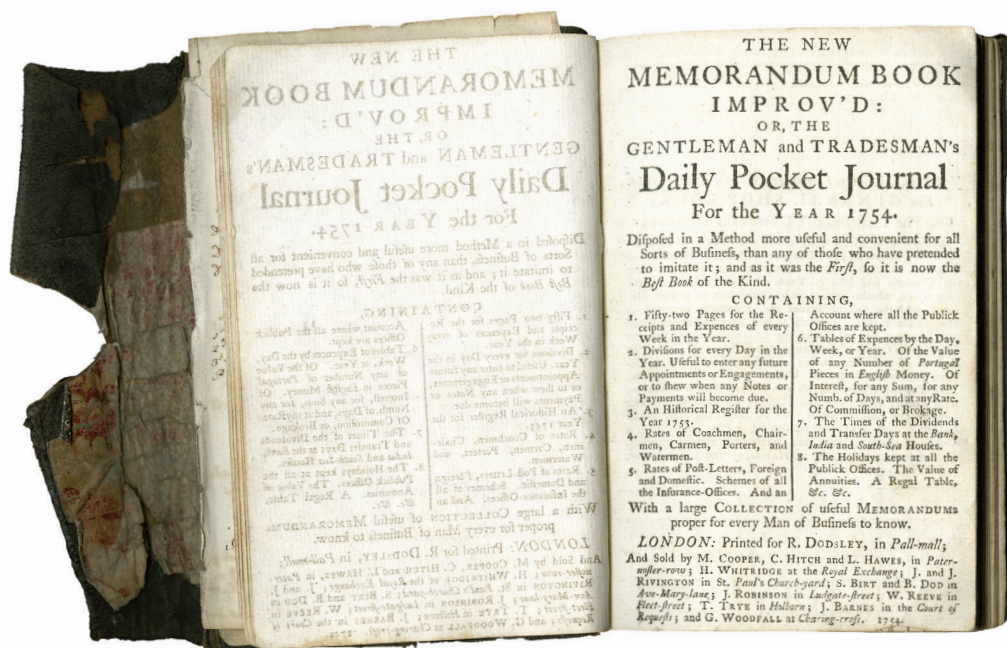 THE NEW
MEMORANDUM BOOK
IMPROV'D:
OR, THE
GENTLEMAN and TRADESMAN's
Daily Pocket Journal
For the YEAR 1754.
Diſpoſed in a Method more uſeful and convenient for all
Sorts of Buſineſs, than any of thoſe who have pretended
to imitate it; and as it was the Firſt, ſo it is now the
Beſt Book of the Kind.
CONTAINING,
1. Fifty-two Pages for the Re-
ceipts and Expences of every
Week in the Year.
2. Diviſions for every Day in the
Year. Uſeful to enter any future
Appointments or Engagements,
or to ſhew when any Notes or
Payments will become due.
3. An Hiſtorical Regiſter for the
Year 1753.
4. Rates of Coachmen, Chair-
men, Carmen, Porters, and
Watermen.
5. Rates of Poſt-Letters, Foreign
and Domeſtic. Schemes of all
the Inſurance-Offices. And an
Account where all the Publick
Offices are kept.
6. Tables of Expences by the Day,
Week, or Year. Of the Value
of any Number of Portugal
Pieces in Engliſh Money. Of
Intereſt, for any Sum, for any
Numb. of Days, and at any Rate.
Of Commiſſion, or Brokage.
7. The Times of the Dividends
and Transfer Days at the Bank,
India and South-Sea Houſes.
8. The Holidays kept at all the
Publick Offices. The Value of
Annuities. A Regal Table,
&c. &c.
With a large COLLECTION of uſeful MEMORANDUMS
proper for every Man of Buſineſs to know.
LONDON: Printed for R. DODSLEY, in Pall-mall;
And Sold by M. COOPER, C. HITCH and L. HAWES, in Pater-
noſter-row; H. WHITRIDGE at the Royal Exchange; J. and J.
RIVINGTON in St. Paul's Church-yard; S. BIRT and B. DOD in
Ave-Mary-lane; J. ROBINSON in Ludgate-ſtreet; W. REEVE in
Fleet-ſtreet; T. TRYE in Holborn; J. BARNES in the Court of
Requeſts; and G. WOODFALL at Charing-croſs. 1754.